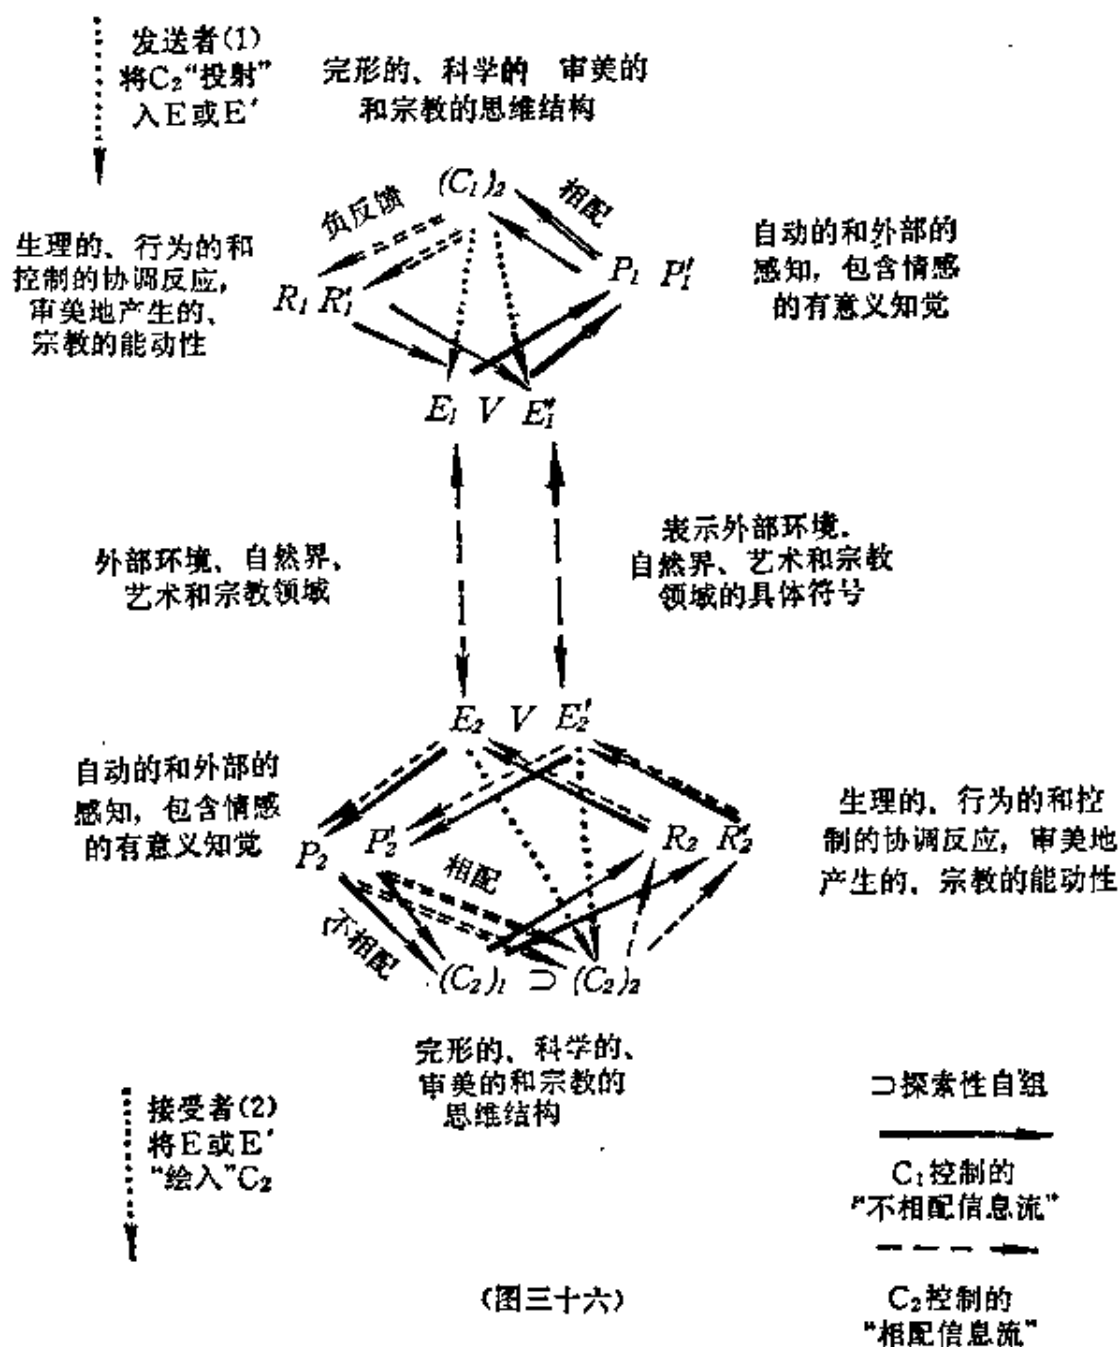 发送者(1)
将C₂“投射”
入E或E′
完形的、科学的 审美的
和宗教的思维结构
(C₁)₂
负反馈
相配
生理的、行为的和
控制的协调反应，
审美地产生的、
宗教的能动性
R₁ R₁′
P₁ P₁′
自动的和外部的
感知，包含情感
的有意义知觉
E₁ V E₁″
外部环境、自然界、
艺术和宗教领域
表示外部环境．
自然界、艺术和宗教
领域的具体符号
E₂ V E₂′
自动的和外部的
感知，包含情感
的有意义知觉
P₂ P₂′
相配
不相配
R₂ R₂′
生理的．行为的和控
制的协调反应，审美地
产生的．宗教的能动性
(C₂)₁ ⊃ (C₂)₂
完形的、科学的、
审美的和宗教的
思维结构
接受者(2)
将E或E′
“绘入”C₂
⊃探索性自组
C₁控制的
“不相配信息流”
C₂控制的
“相配信息流”
(图三十六)